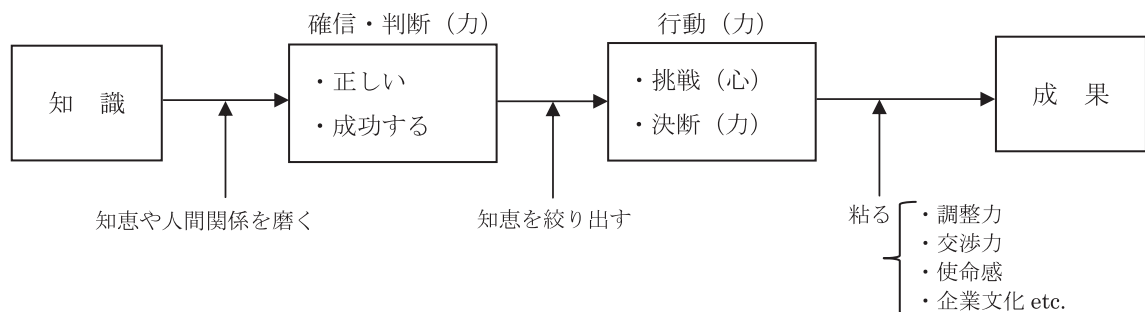 確信・判断（力）
行動（力）
知 識
・正しい
・成功する
・挑戦（心）
・決断（力）
成 果
知恵や人間関係を磨く
知恵を絞り出す
粘る
・調整力
・交渉力
・使命感
・企業文化 etc.